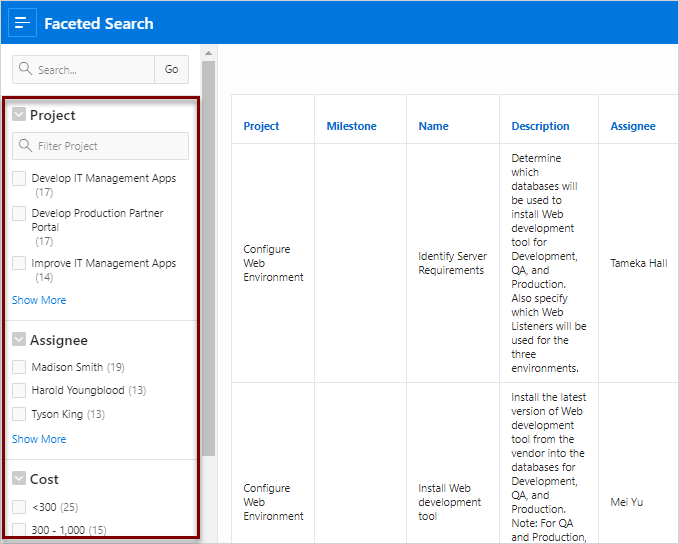 Faceted Search
Search...
Go
Project
Filter Project
Develop IT Management Apps
(17)
Develop Production Partner
Portal
(17)
Improve IT Management Apps
(14)
Show More
Assignee
Madison Smith (19)
Harold Youngblood (13)
Tyson King (13)
Show More
Cost
<300 (25)
300 - 1,000 (15)
Project
Milestone
Name
Description
Assignee
Configure
Web
Environment
Identify Server
Requirements
Determine
which
databases will
be used to
install Web
development
tool for
Development,
QA, and
Production.
Also specify
which Web
Listeners will be
used for the
three
environments.
Tameka Hall
Configure
Web
Environment
Install Web
development
tool
Install the latest
version of Web
development
tool from the
vendor into the
databases for
Development,
QA, and
Production.
Note: For QA
and Production,
Mei Yu